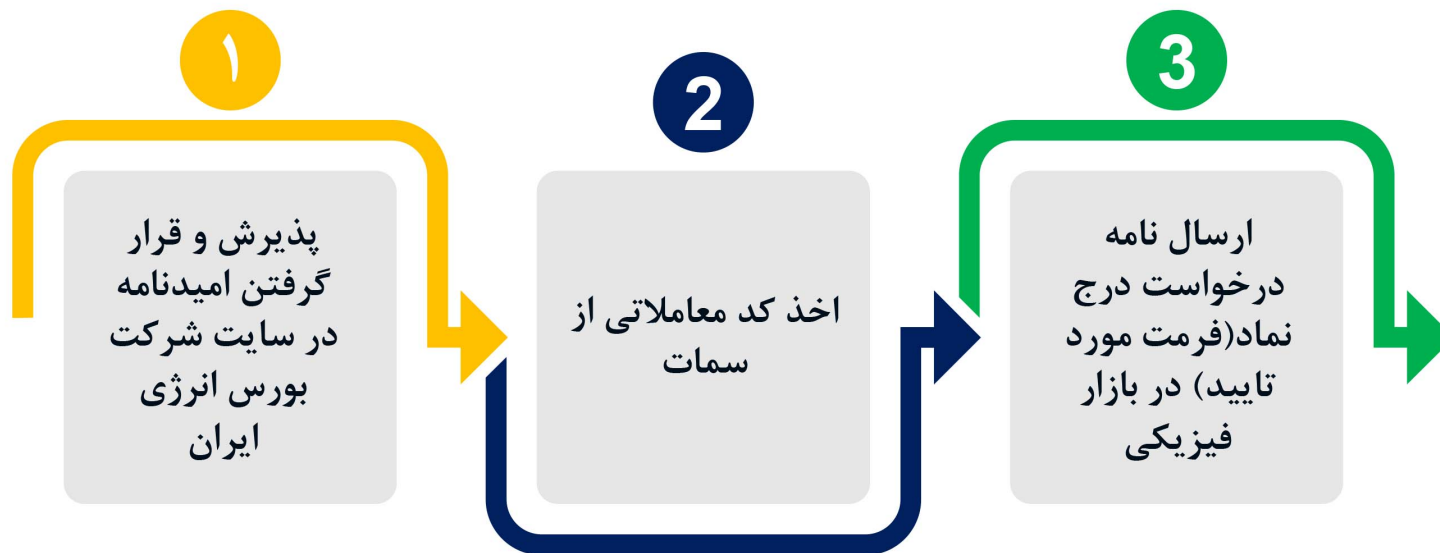 ۱
پذیرش و قرار
گرفتن امیدنامه
در سایت شرکت
بورس انرژی
ایران
2
اخذ کد معاملاتی از
سمات
3
ارسال نامه
درخواست درج
نماد(فرمت مورد
تایید) در بازار
فیزیکی